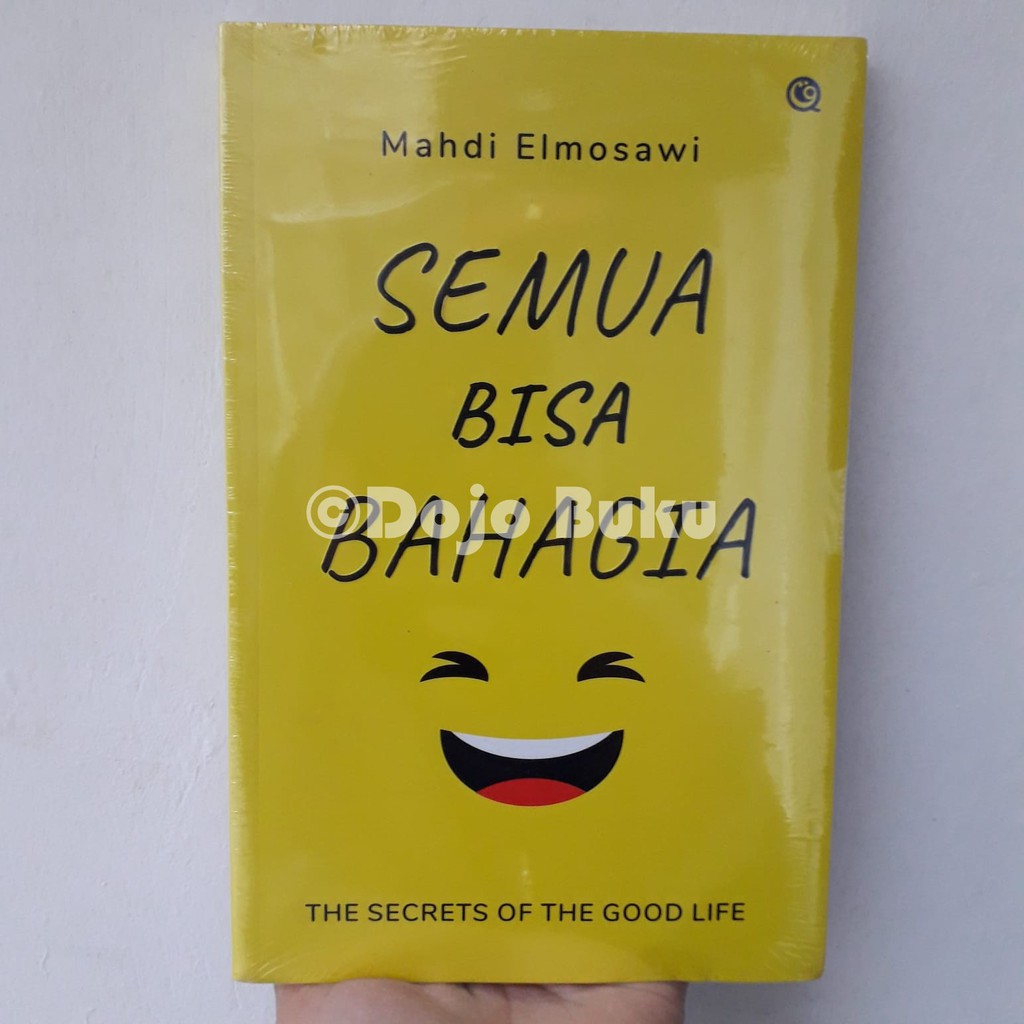 Mahdi Elmosawi
SEMUA
BISA
©Dojo Buku
BAHAGIA
THE SECRETS OF THE GOOD LIFE